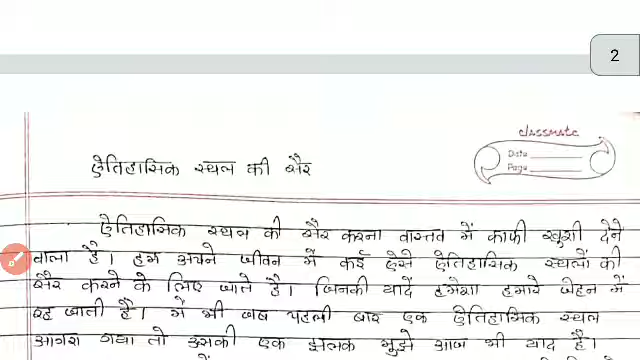 2
classmate
Date
Page
ऐतिहासिक स्थल की सैर
ऐतिहासिक स्थल की सैर करना वास्तव में काफी खुशी देने
वाला है। हम अपने जीवन में कई ऐसे ऐतिहासिक स्थलों की
सैर करने के लिए जाते है। जिनकी यादें हमेशा हमारे जेहन में
रह जाती है। में भी जब पहली बार एक ऐतिहासिक स्थल
आगरा गया तो उसकी एक झलक मुझे आज भी याद है।